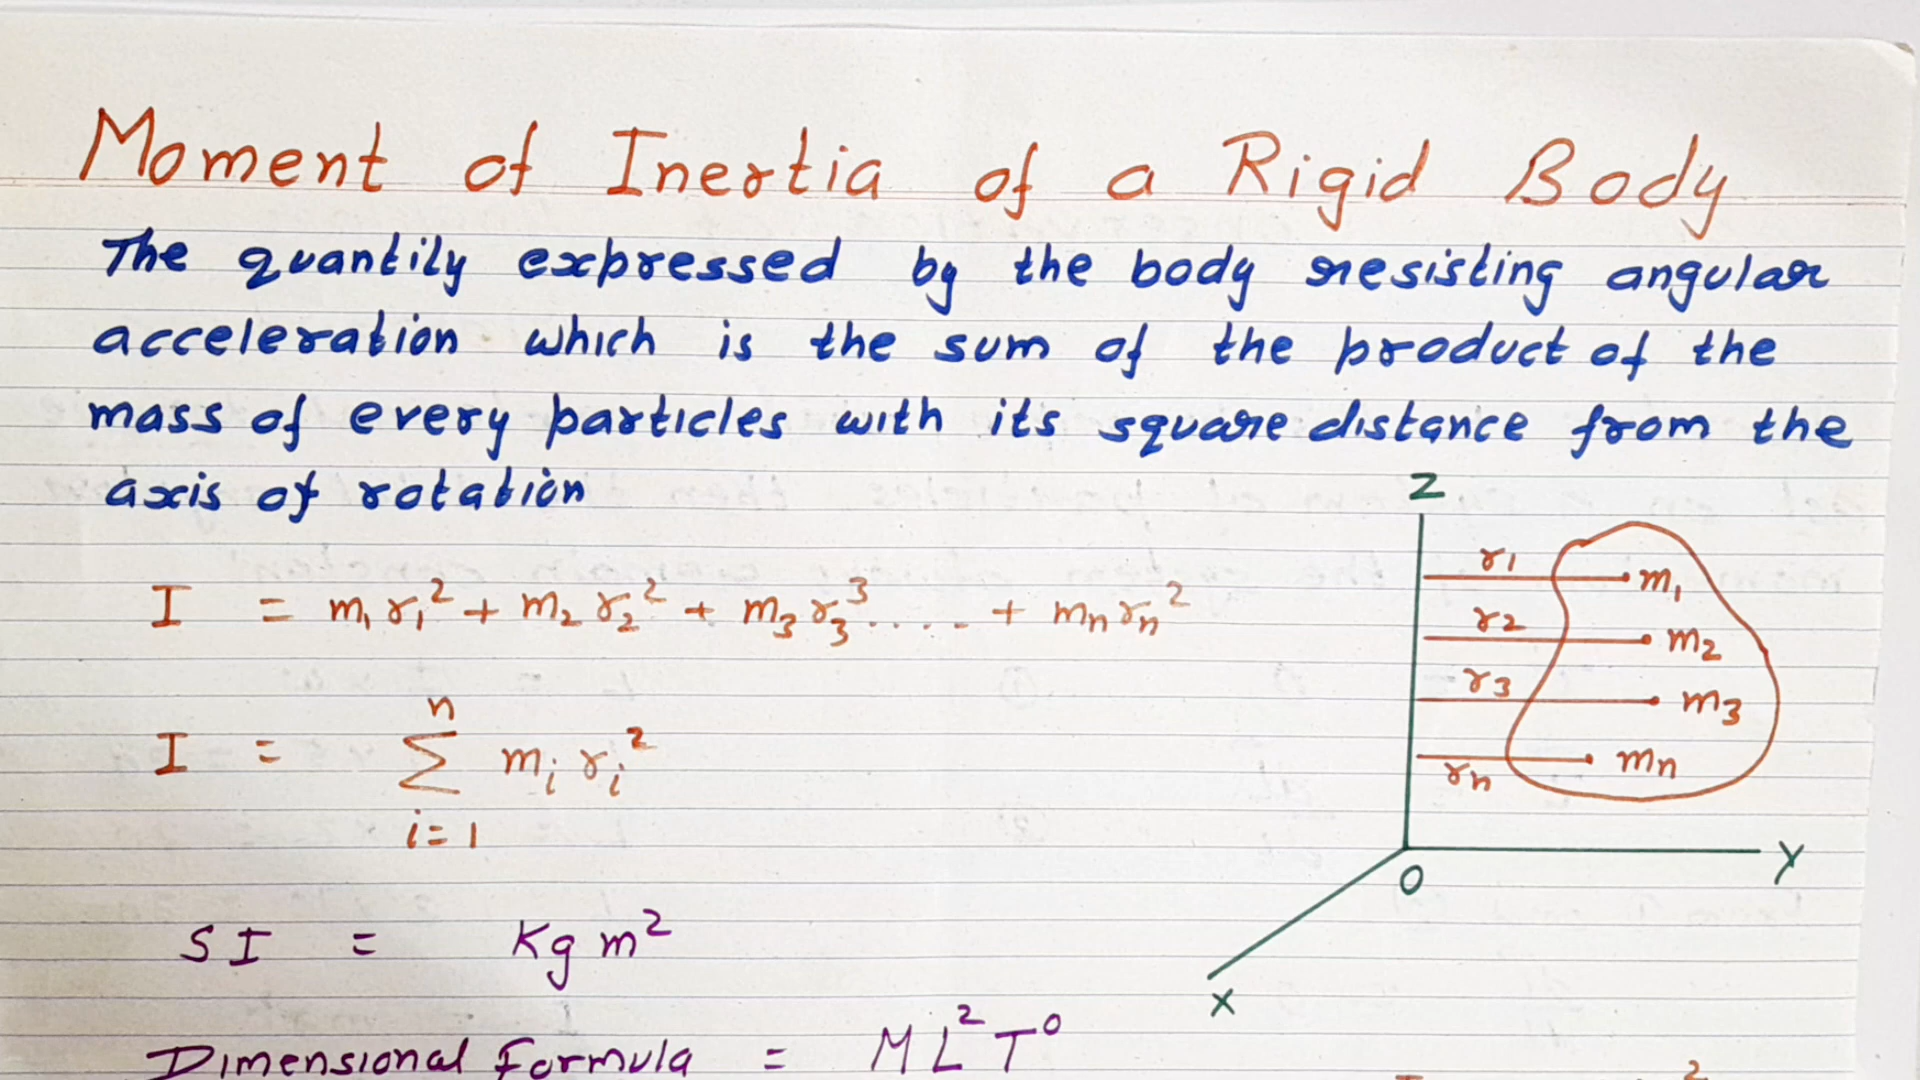 Moment of Inertia of a Rigid Body
The quantily expressed by the body resisting angular
acceleration which is the sum of the product of the
mass of every particles with its square distance from the
axis of rotation
I = m₁r₁² + m₂r₂² + m₃r₃³..... + mnrn²
n
I = Σ mᵢ rᵢ²
i=1
SI = Kg m²
Dimensional Formula = ML²T⁰
Z
r1 m₁
r2 m2
r3 m3
rn mn
O
Y
X